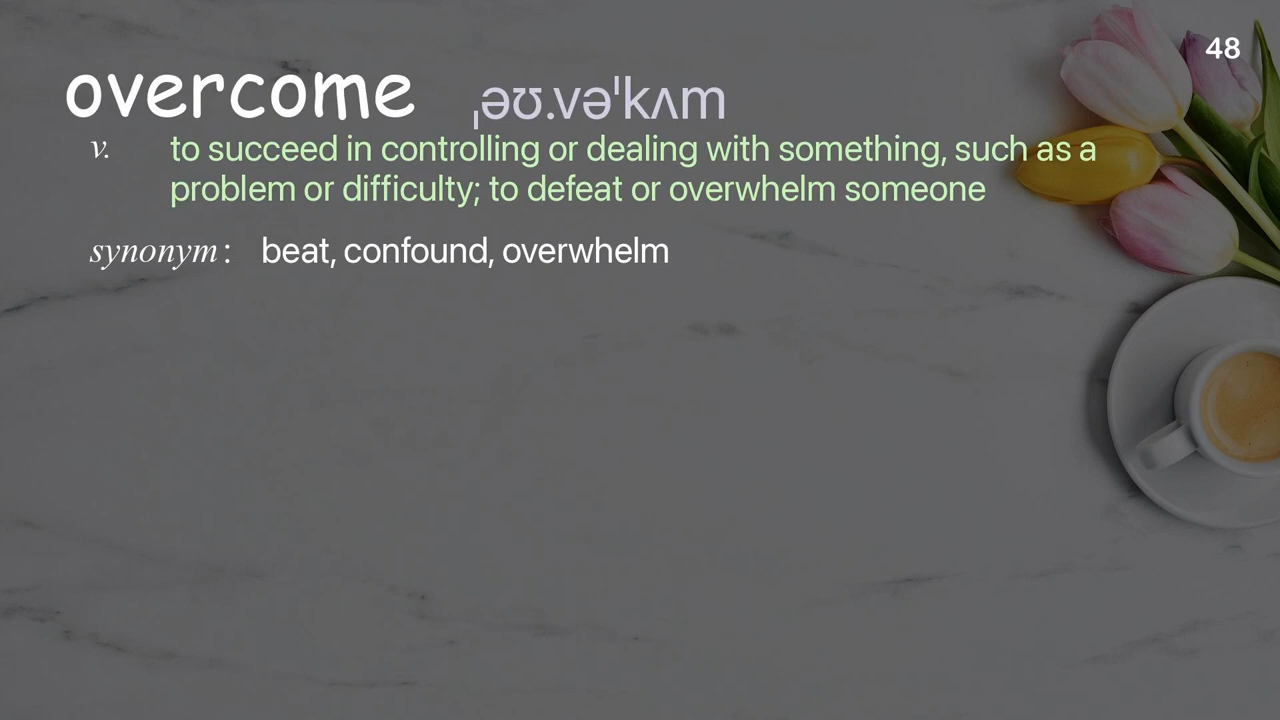 48
overcome ˌəʊ.vəˈkʌm
v. to succeed in controlling or dealing with something, such as a
problem or difficulty; to defeat or overwhelm someone
synonym : beat, confound, overwhelm